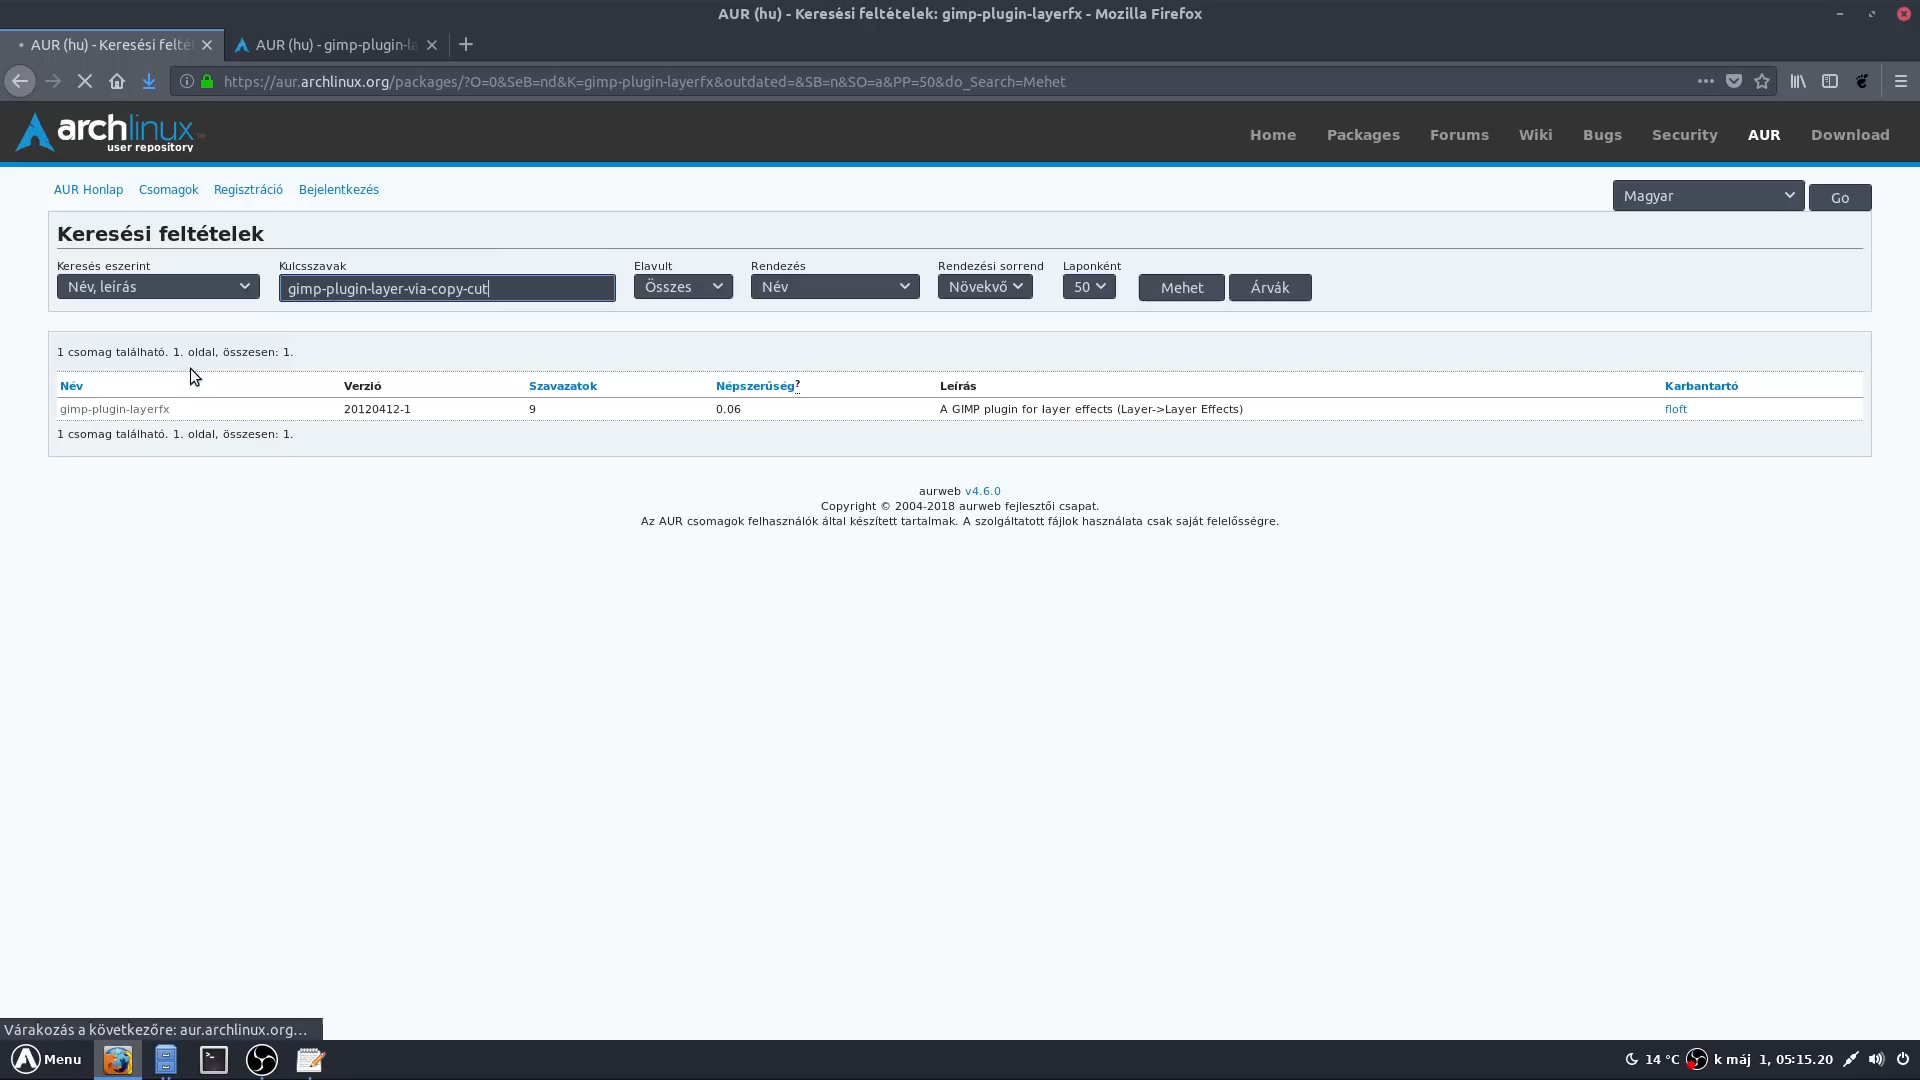 AUR (hu) - Keresési feltételek: gimp-plugin-layerfx - Mozilla Firefox
AUR (hu) - Keresési felté
AUR (hu) - gimp-plugin-la
https://aur.archlinux.org/packages/?O=0&SeB=nd&K=gimp-plugin-layerfx&outdated=&SB=n&SO=a&PP=50&do_Search=Mehet
archlinux™
user repository
Home Packages Forums Wiki Bugs Security AUR Download
AUR Honlap Csomagok Regisztráció Bejelentkezés
Magyar Go
Keresési feltételek
Keresés eszerint Kulcsszavak Elavult Rendezés Rendezési sorrend Laponként
Név, leírás gimp-plugin-layer-via-copy-cut Összes Név Növekvő 50 Mehet Árvák
1 csomag található. 1. oldal, összesen: 1.
Név Verzió Szavazatok Népszerűség? Leírás Karbantartó
gimp-plugin-layerfx 20120412-1 9 0.06 A GIMP plugin for layer effects (Layer->Layer Effects) floft
1 csomag található. 1. oldal, összesen: 1.
aurweb v4.6.0
Copyright © 2004-2018 aurweb fejlesztői csapat.
Az AUR csomagok felhasználók által készített tartalmak. A szolgáltatott fájlok használata csak saját felelősségre.
Várakozás a következőre: aur.archlinux.org…
Menu 14 °C k máj 1, 05:15.20